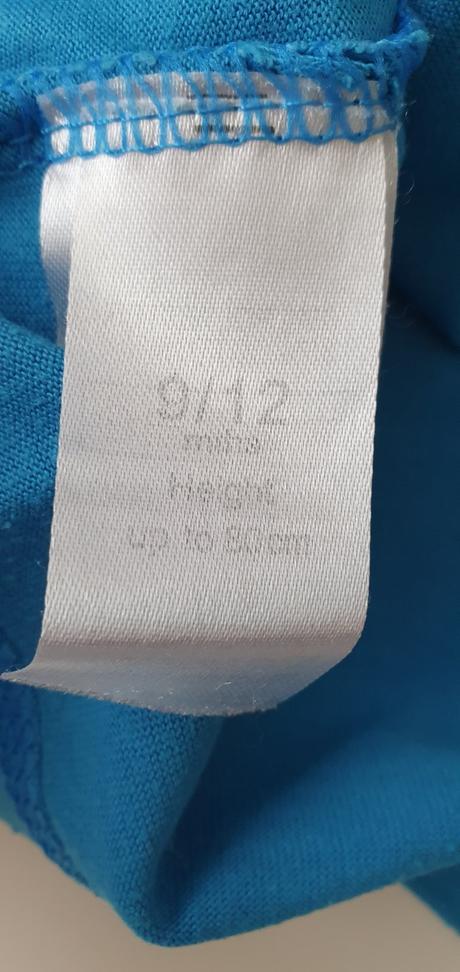 9/12
mths
Height
up to 80cm